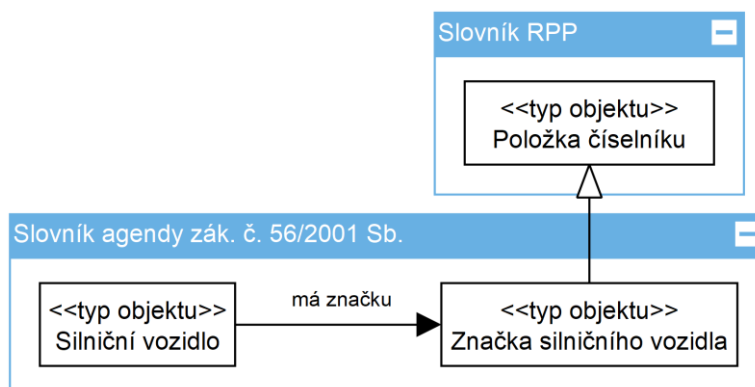 Slovník RPP
<<typ objektu>>
Položka číselníku
Slovník agendy zák. č. 56/2001 Sb.
<<typ objektu>>
Silniční vozidlo
má značku
<<typ objektu>>
Značka silničního vozidla